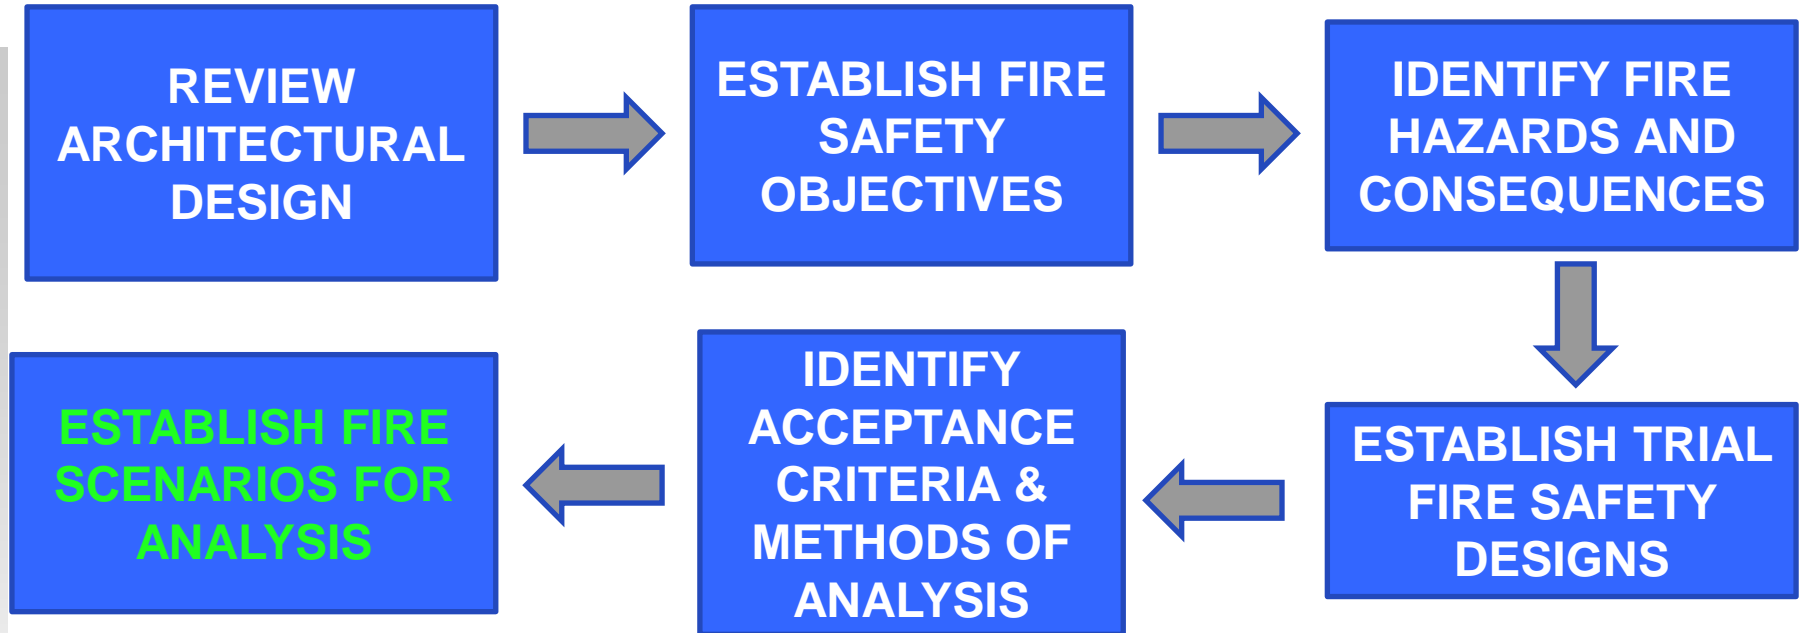 REVIEW
ARCHITECTURAL
DESIGN
ESTABLISH FIRE
SAFETY
OBJECTIVES
IDENTIFY FIRE
HAZARDS AND
CONSEQUENCES
ESTABLISH TRIAL
FIRE SAFETY
DESIGNS
IDENTIFY
ACCEPTANCE
CRITERIA &
METHODS OF
ANALYSIS
ESTABLISH FIRE
SCENARIOS FOR
ANALYSIS